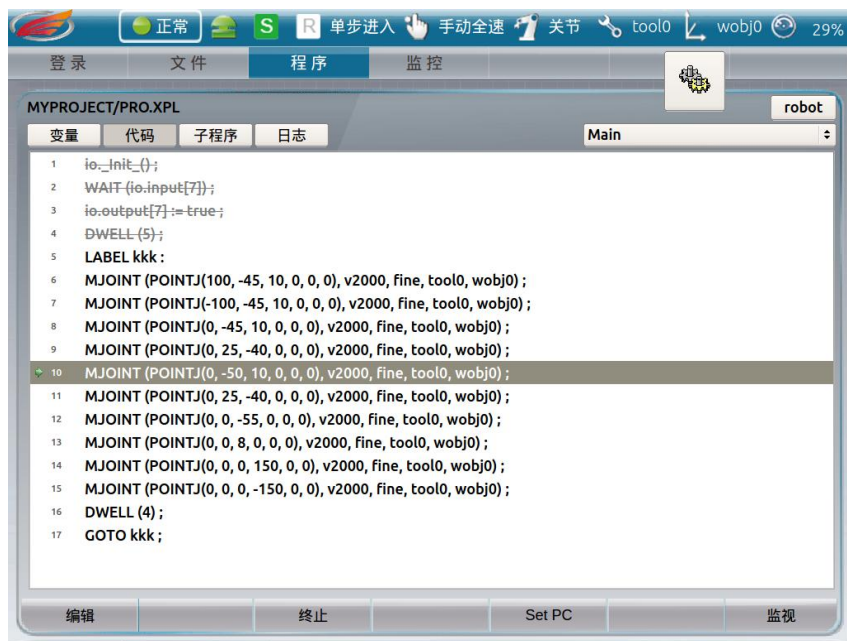 正常 S R 单步进入 手动全速 关节 tool0 wobj0 29%
登录 文件 程序 监控
MYPROJECT/PRO.XPL robot
变量 代码 子程序 日志 Main
1 io._Init_() ;
2 WAIT (io.input[7]) ;
3 io.output[7] := true ;
4 DWELL (5) ;
5 LABEL kkk :
6 MJOINT (POINTJ(100, -45, 10, 0, 0, 0), v2000, fine, tool0, wobj0) ;
7 MJOINT (POINTJ(-100, -45, 10, 0, 0, 0), v2000, fine, tool0, wobj0) ;
8 MJOINT (POINTJ(0, -45, 10, 0, 0, 0), v2000, fine, tool0, wobj0) ;
9 MJOINT (POINTJ(0, 25, -40, 0, 0, 0), v2000, fine, tool0, wobj0) ;
10 MJOINT (POINTJ(0, -50, 10, 0, 0, 0), v2000, fine, tool0, wobj0) ;
11 MJOINT (POINTJ(0, 25, -40, 0, 0, 0), v2000, fine, tool0, wobj0) ;
12 MJOINT (POINTJ(0, 0, -55, 0, 0, 0), v2000, fine, tool0, wobj0) ;
13 MJOINT (POINTJ(0, 0, 8, 0, 0, 0), v2000, fine, tool0, wobj0) ;
14 MJOINT (POINTJ(0, 0, 0, 150, 0, 0), v2000, fine, tool0, wobj0) ;
15 MJOINT (POINTJ(0, 0, 0, -150, 0, 0), v2000, fine, tool0, wobj0) ;
16 DWELL (4) ;
17 GOTO kkk ;
编辑 终止 Set PC 监视